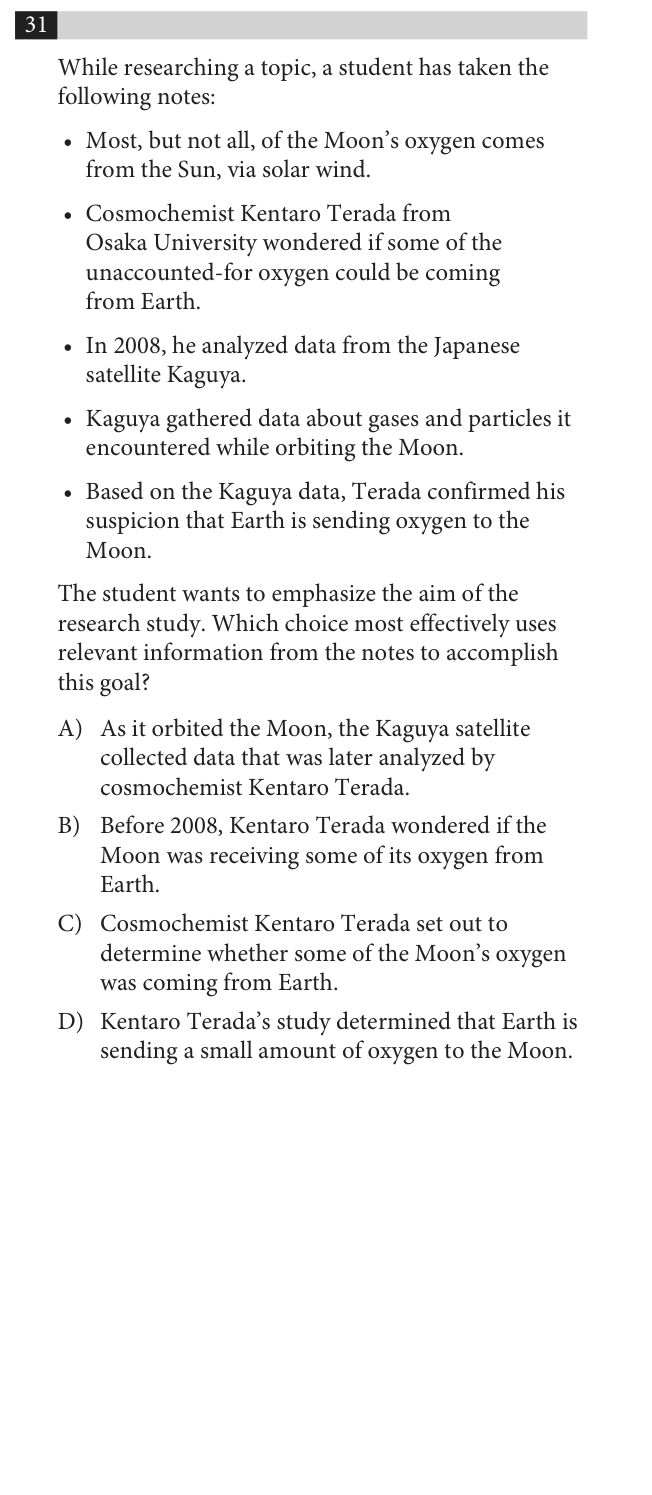 31
While researching a topic, a student has taken the
following notes:
• Most, but not all, of the Moon’s oxygen comes
from the Sun, via solar wind.
• Cosmochemist Kentaro Terada from
Osaka University wondered if some of the
unaccounted-for oxygen could be coming
from Earth.
• In 2008, he analyzed data from the Japanese
satellite Kaguya.
• Kaguya gathered data about gases and particles it
encountered while orbiting the Moon.
• Based on the Kaguya data, Terada confirmed his
suspicion that Earth is sending oxygen to the
Moon.
The student wants to emphasize the aim of the
research study. Which choice most effectively uses
relevant information from the notes to accomplish
this goal?
A) As it orbited the Moon, the Kaguya satellite
collected data that was later analyzed by
cosmochemist Kentaro Terada.
B) Before 2008, Kentaro Terada wondered if the
Moon was receiving some of its oxygen from
Earth.
C) Cosmochemist Kentaro Terada set out to
determine whether some of the Moon’s oxygen
was coming from Earth.
D) Kentaro Terada’s study determined that Earth is
sending a small amount of oxygen to the Moon.